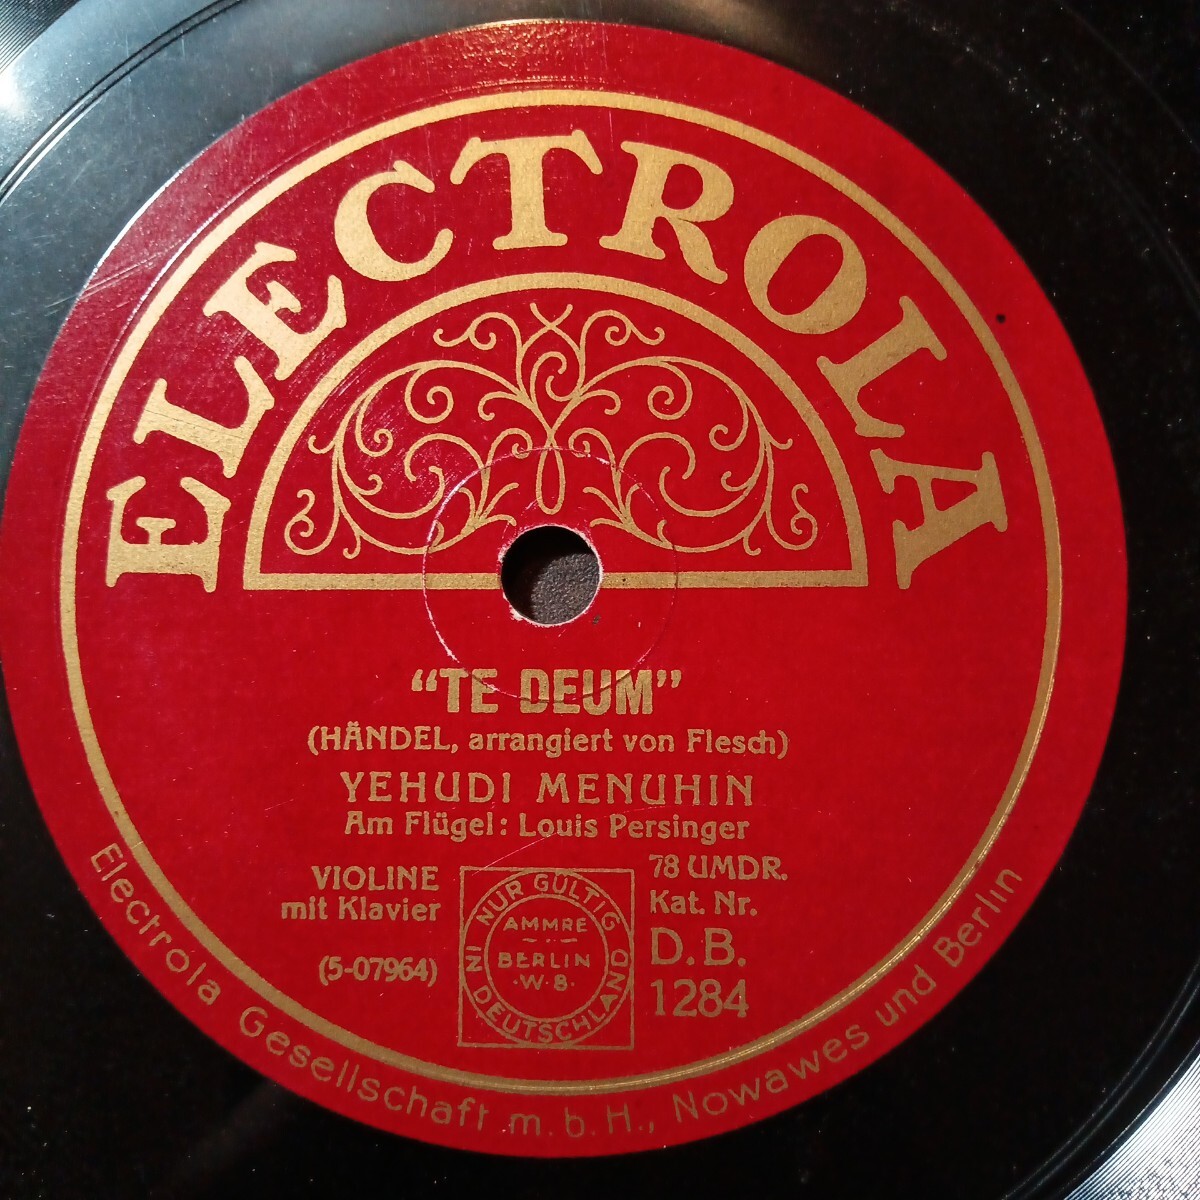 ELECTROLA
“TE DEUM”
(HÄNDEL, arrangiert von Flesch)
YEHUDI MENUHIN
Am Flügel: Louis Persinger
VIOLINE
mit Klavier
(5-07964)
NUR GÜLTIG
IN DEUTSCHLAND
AMMRE
BERLIN
·W·8·
78 UMDR.
Kat. Nr.
D.B.
1284
Electrola Gesellschaft m.b.H., Nowawes und Berlin